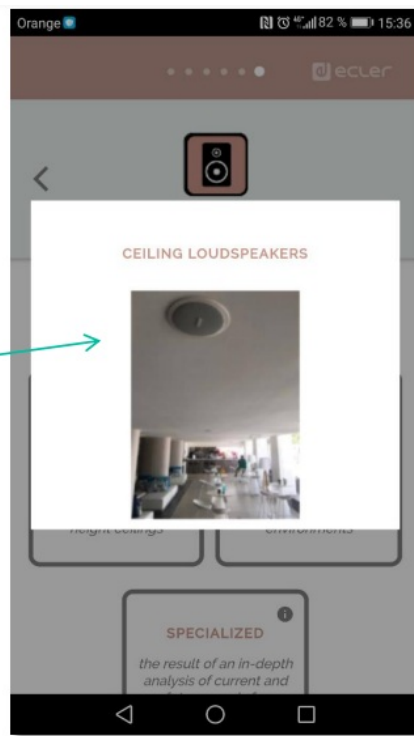 Orange 82 % 15:36
ecler
CEILING LOUDSPEAKERS
height ceilings
environments
SPECIALIZED
the result of an in-depth
analysis of current and